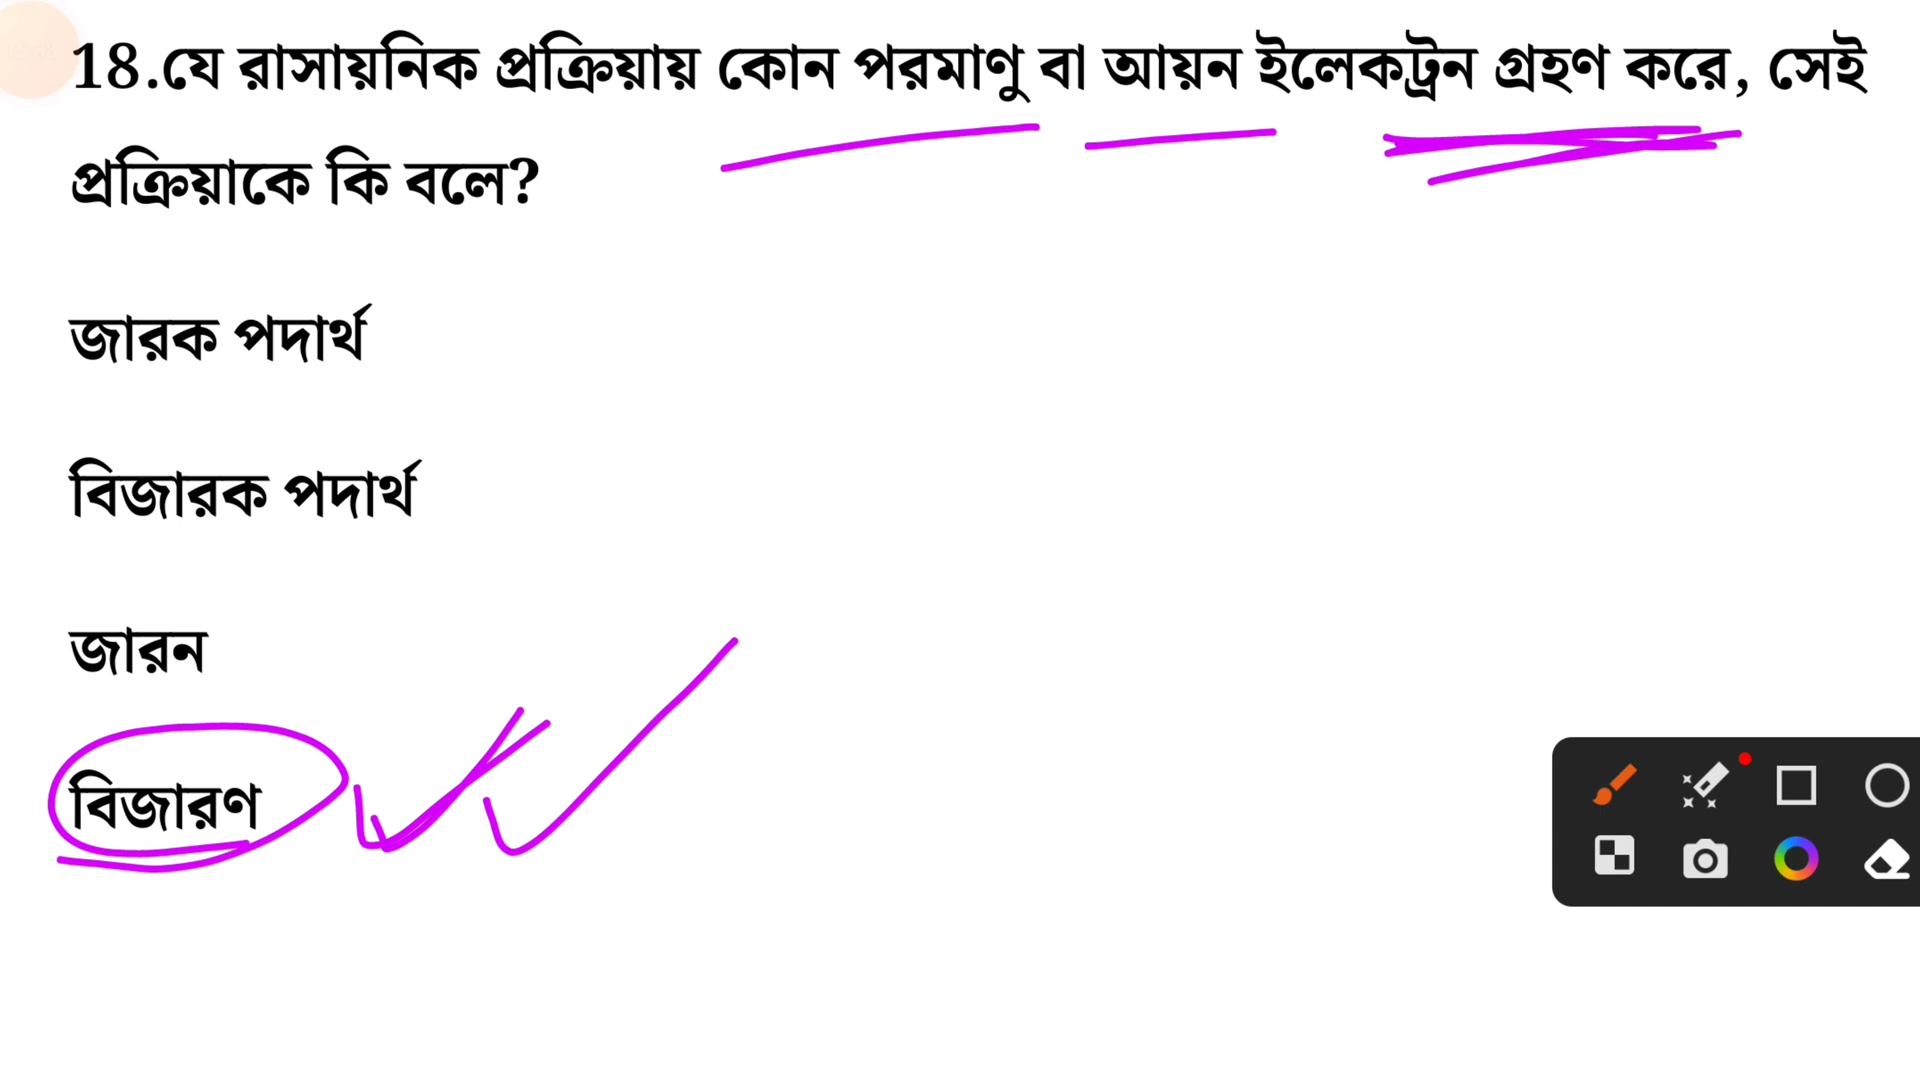 18.যে রাসায়নিক প্রক্রিয়ায় কোন পরমাণু বা আয়ন ইলেকট্রন গ্রহণ করে, সেই
প্রক্রিয়াকে কি বলে?
জারক পদার্থ
বিজারক পদার্থ
জারন
বিজারণ